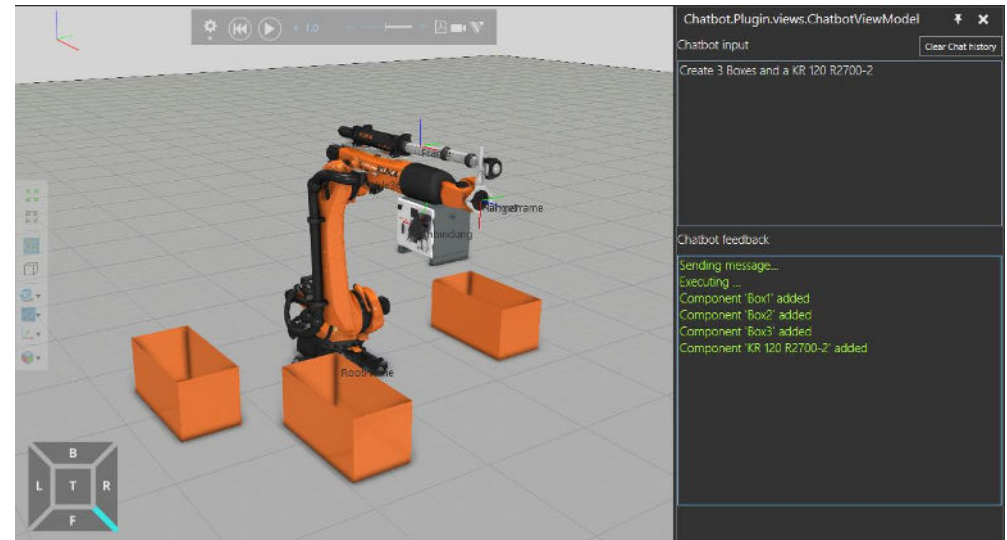 x 1.0
Chatbot.Plugin.views.ChatbotViewModel
Chatbot input
Clear Chat history
Create 3 Boxes and a KR 120 R2700-2
Chatbot feedback
Sending message...
Executing ...
Component 'Box1' added
Component 'Box2' added
Component 'Box3' added
Component 'KR 120 R2700-2' added
B
L T R
F